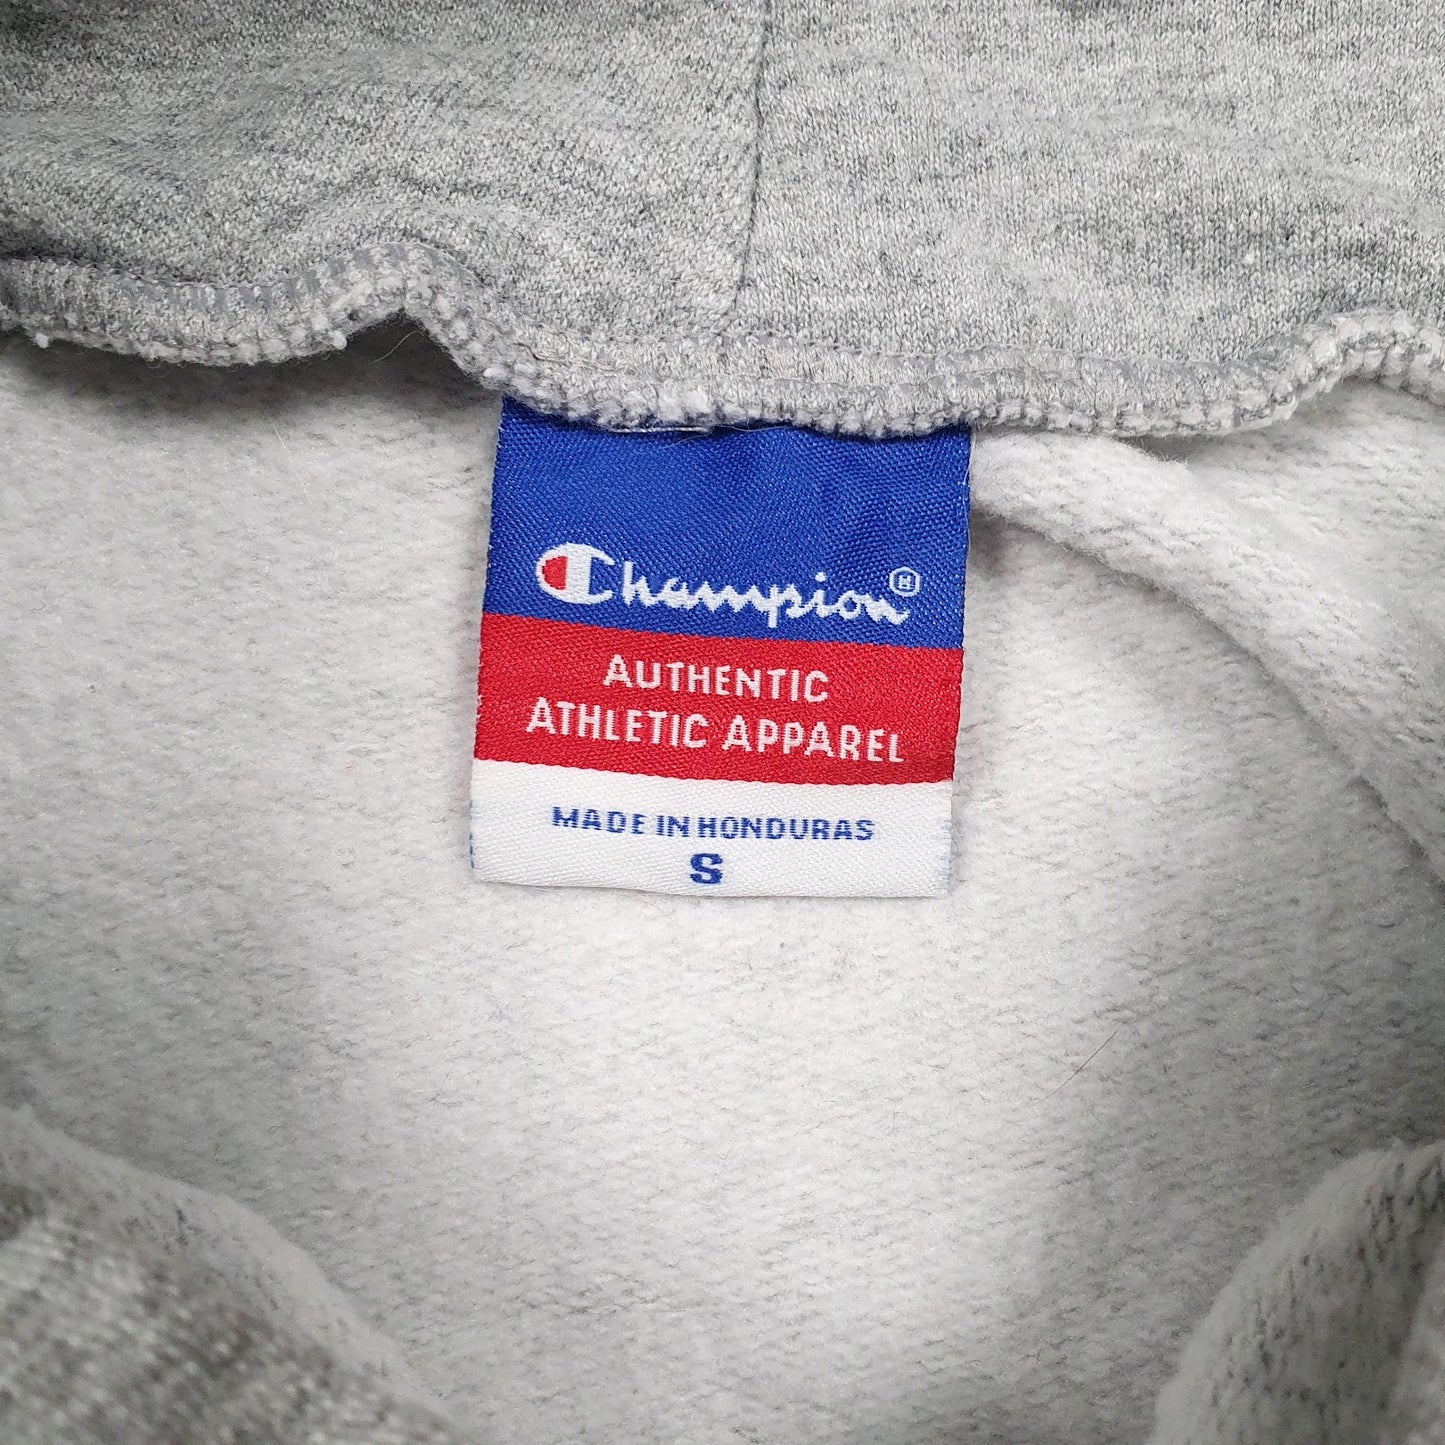 Champion
AUTHENTIC
ATHLETIC APPAREL
MADE IN HONDURAS
S